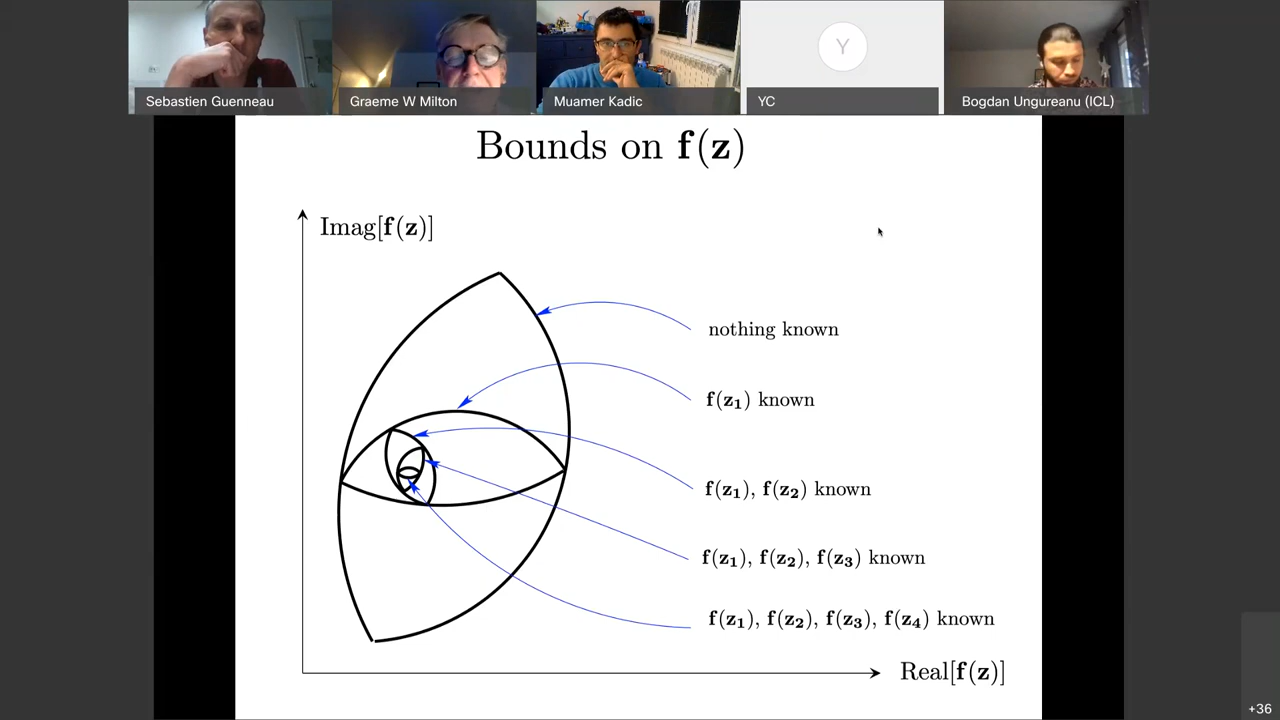 Y
Sebastien Guenneau
Graeme W Milton
Muamer Kadic
YC
Bogdan Ungureanu (ICL)
Bounds on f(z)
Imag[f(z)]
nothing known
f(z₁) known
f(z₁), f(z₂) known
f(z₁), f(z₂), f(z₃) known
f(z₁), f(z₂), f(z₃), f(z₄) known
Real[f(z)]
+36